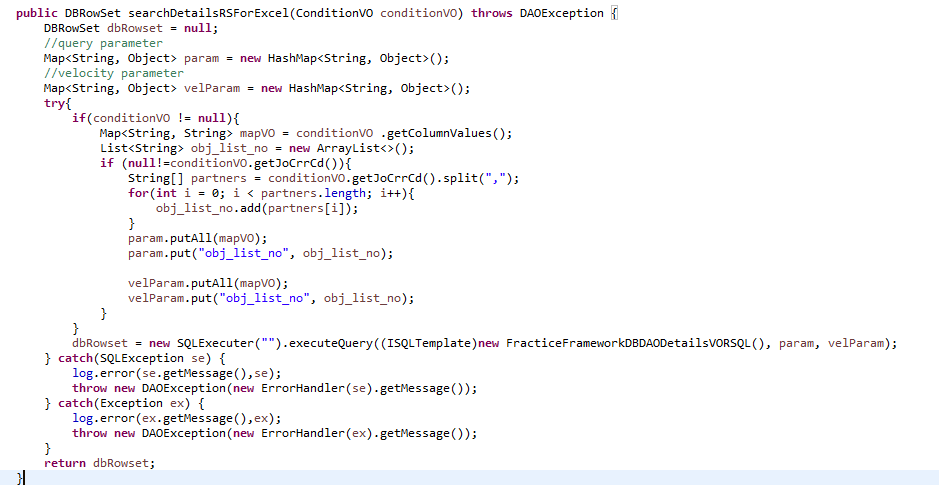 public DBRowSet searchDetailsRSForExcel(ConditionVO conditionVO) throws DAOException {
    DBRowSet dbRowset = null;
    //query parameter
    Map<String, Object> param = new HashMap<String, Object>();
    //velocity parameter
    Map<String, Object> velParam = new HashMap<String, Object>();
    try{
        if(conditionVO != null){
            Map<String, String> mapVO = conditionVO .getColumnValues();
            List<String> obj_list_no = new ArrayList<>();
            if (null!=conditionVO.getJoCrrCd()){
                String[] partners = conditionVO.getJoCrrCd().split(",");
                for(int i = 0; i < partners.length; i++){
                    obj_list_no.add(partners[i]);
                }
                param.putAll(mapVO);
                param.put("obj_list_no", obj_list_no);

                velParam.putAll(mapVO);
                velParam.put("obj_list_no", obj_list_no);
            }
        }
        dbRowset = new SQLExecuter("").executeQuery((ISQLTemplate)new FracticeFrameworkDBDAODetailsVORSQL(), param, velParam);
    } catch(SQLException se) {
        log.error(se.getMessage(),se);
        throw new DAOException(new ErrorHandler(se).getMessage());
    } catch(Exception ex) {
        log.error(ex.getMessage(),ex);
        throw new DAOException(new ErrorHandler(ex).getMessage());
    }
    return dbRowset;
}